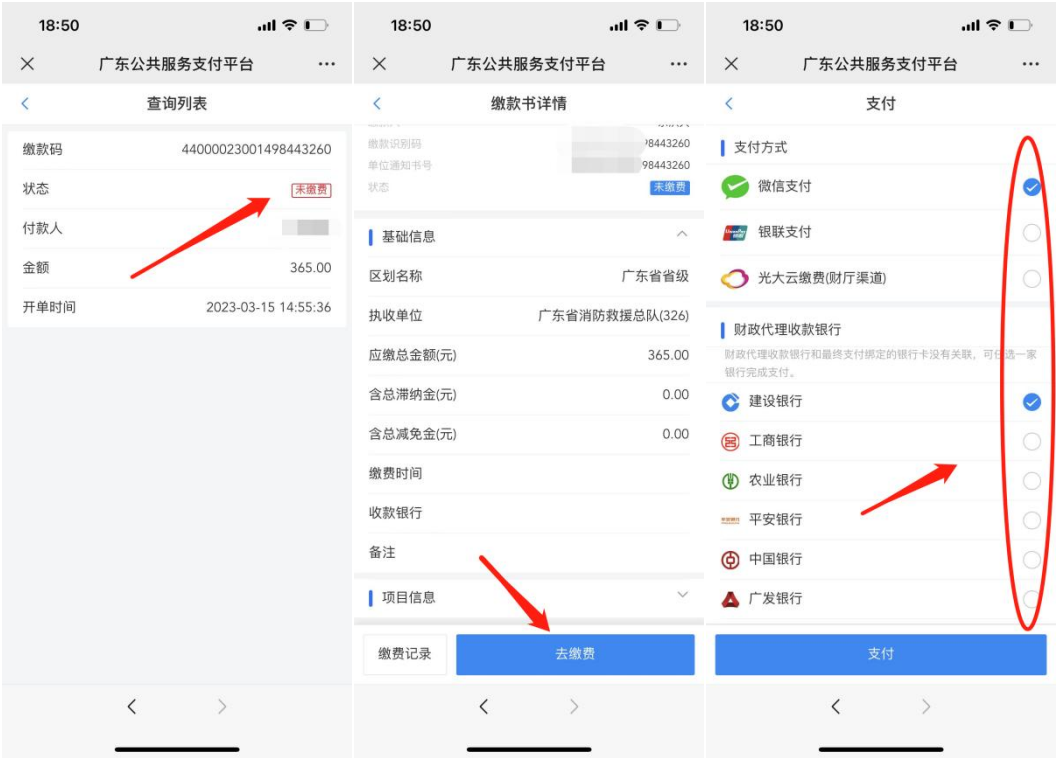 18:50
广东公共服务支付平台
查询列表
缴款码 44000023001498443260
状态 未缴费
付款人
金额 365.00
开单时间 2023-03-15 14:55:36
18:50
广东公共服务支付平台
缴款书详情
缴款识别码 98443260
单位通知书号 98443260
状态 未缴费
基础信息
区划名称 广东省省级
执收单位 广东省消防救援总队(326)
应缴总金额(元) 365.00
含总滞纳金(元) 0.00
含总减免金(元) 0.00
缴费时间
收款银行
备注
项目信息
缴费记录 去缴费
18:50
广东公共服务支付平台
支付
支付方式
微信支付
银联支付
光大云缴费(财厅渠道)
财政代理收款银行
财政代理收款银行和最终支付绑定的银行卡没有关联，可任选一家
银行完成支付。
建设银行
工商银行
农业银行
平安银行
中国银行
广发银行
支付